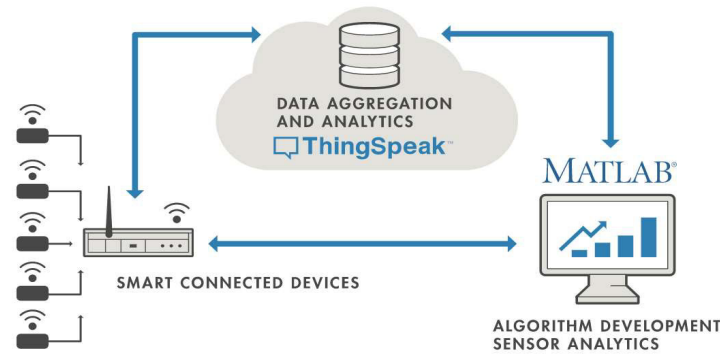 DATA AGGREGATION
AND ANALYTICS
ThingSpeak™
MATLAB®
SMART CONNECTED DEVICES
ALGORITHM DEVELOPMENT
SENSOR ANALYTICS